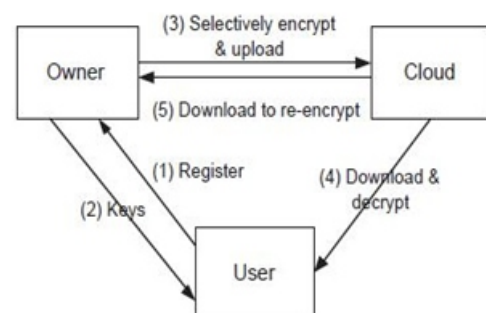 (3) Selectively encrypt
& upload
Owner
Cloud
(5) Download to re-encrypt
(1) Register
(4) Download &
decrypt
(2) Keys
User